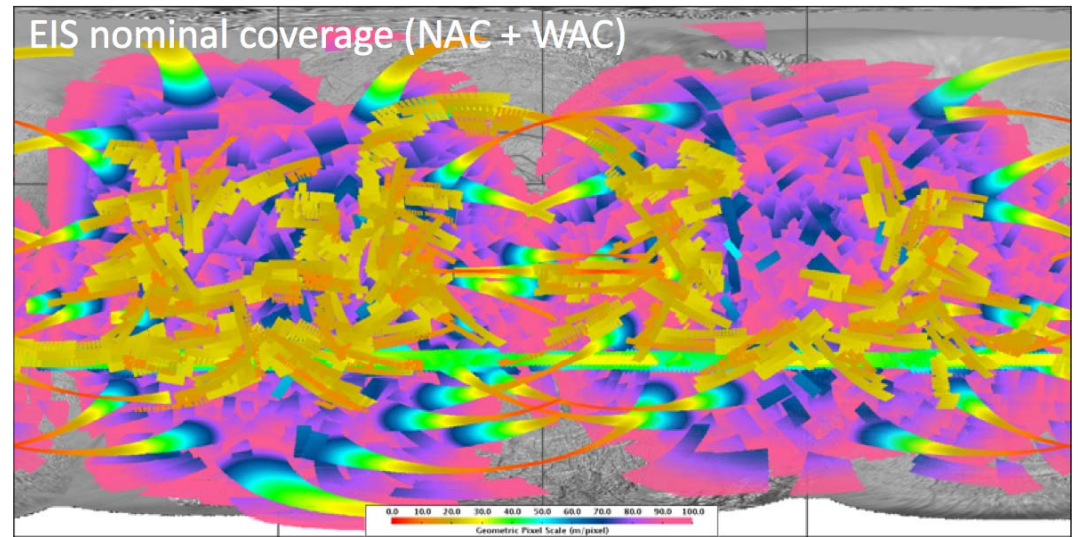 EIS nominal coverage (NAC + WAC)
0.0 10.0 20.0 30.0 40.0 50.0 60.0 70.0 80.0 90.0 100.0
Geometric Pixel Scale (m/pixel)